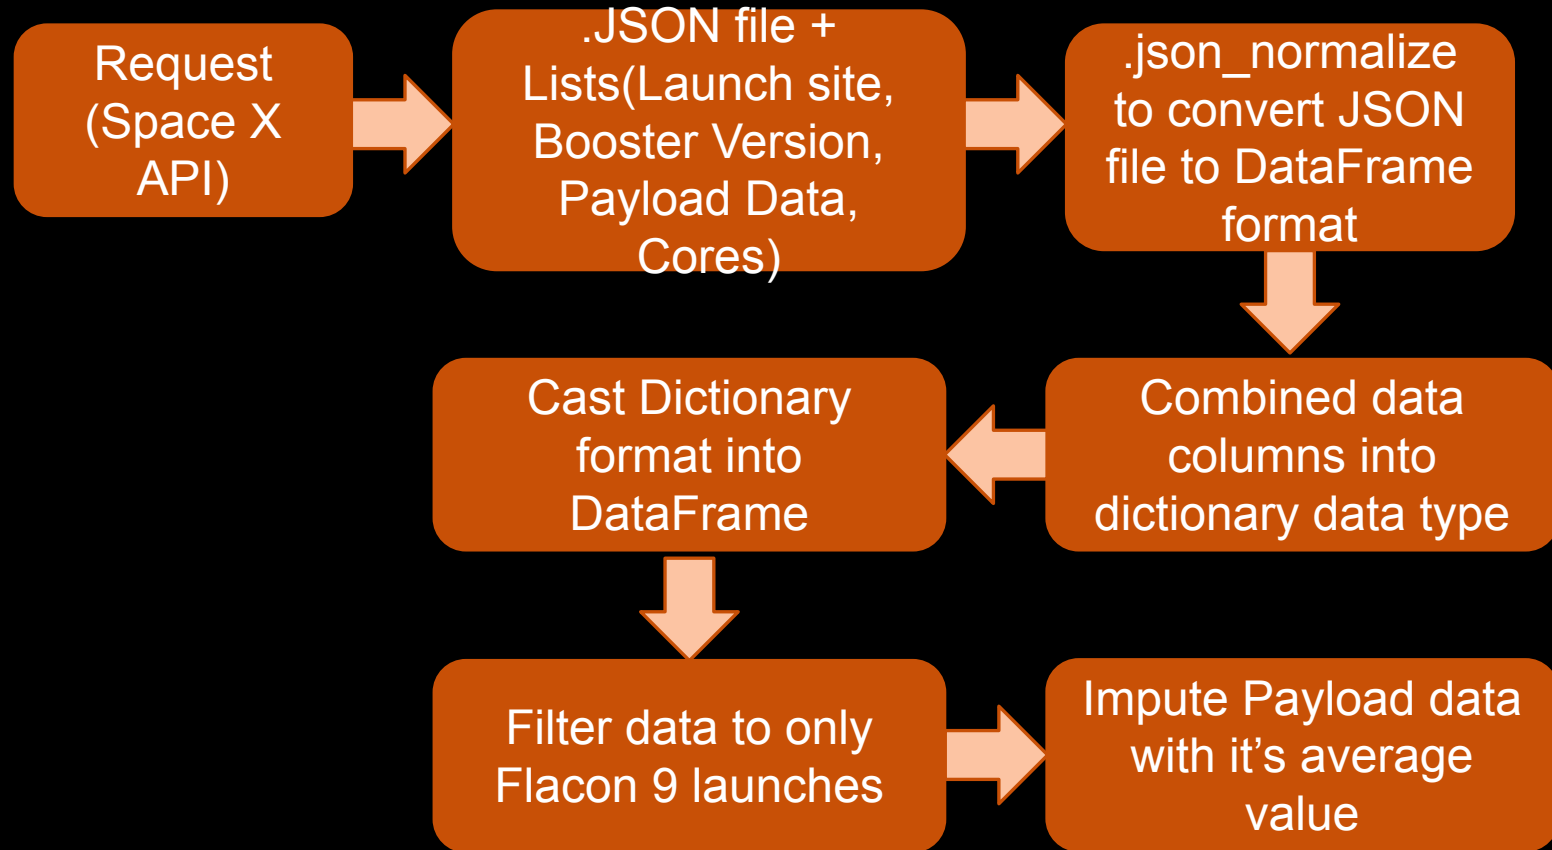 Request
(Space X
API)
.JSON file +
Lists(Launch site,
Booster Version,
Payload Data,
Cores)
.json_normalize
to convert JSON
file to DataFrame
format
Combined data
columns into
dictionary data type
Cast Dictionary
format into
DataFrame
Filter data to only
Flacon 9 launches
Impute Payload data
with it’s average
value